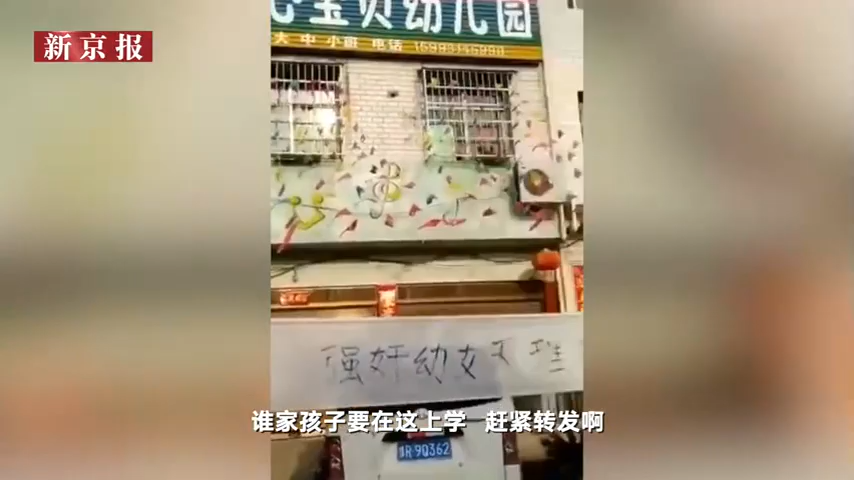 新京报
宝贝幼儿园
大中小班 电话
强奸幼女
谁家孩子要在这上学 赶紧转发啊
R·9Q362